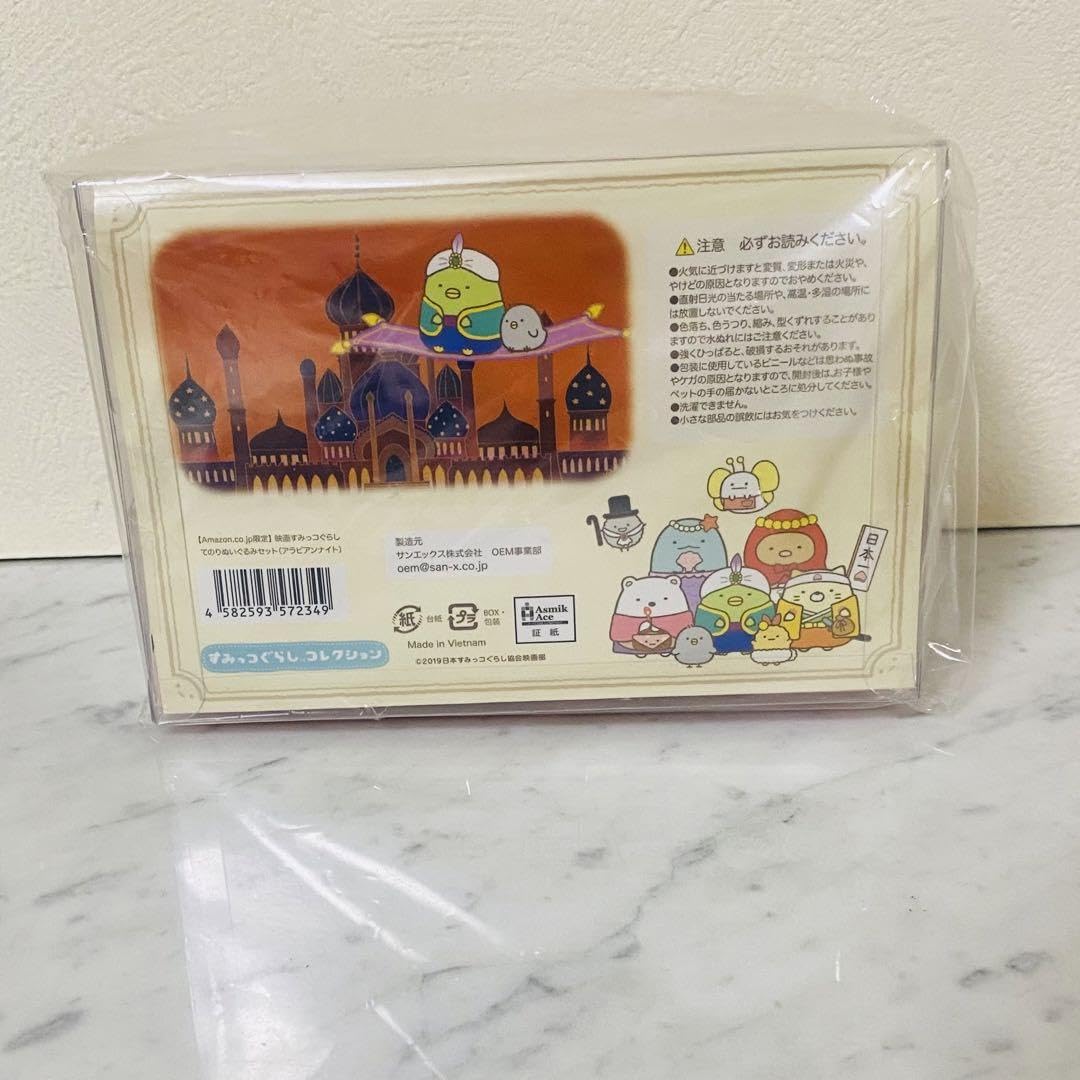 注意 必ずお読みください。
●火気に近づけますと変質、変形または火災や、
やけどの原因となりますのでおやめください。
●直射日光の当たる場所や、高温・多湿の場所に
は放置しないでください。
●色落ち、色うつり、縮み、型くずれすることがあり
ますので水ぬれにはご注意ください。
●強くひっぱると、破損するおそれがあります。
●包装に使用しているビニールなどは思わぬ事故
やケガの原因となりますので、開封後は、お子様や
ペットの手の届かないところに処分してください。
●洗濯できません。
●小さな部品の誤飲にはお気をつけください。
日本一
【Amazon.co.jp限定】映画すみっコぐらし
てのりぬいぐるみセット(アラビアンナイト)
4 582593 572349
すみっコぐらし コレクション
製造元
サンエックス株式会社 OEM事業部
oem@san-x.co.jp
紙 台紙 プラ BOX・
包装
Asmik
Ace
証 紙
Made in Vietnam
©2019日本すみっコぐらし協会映画部